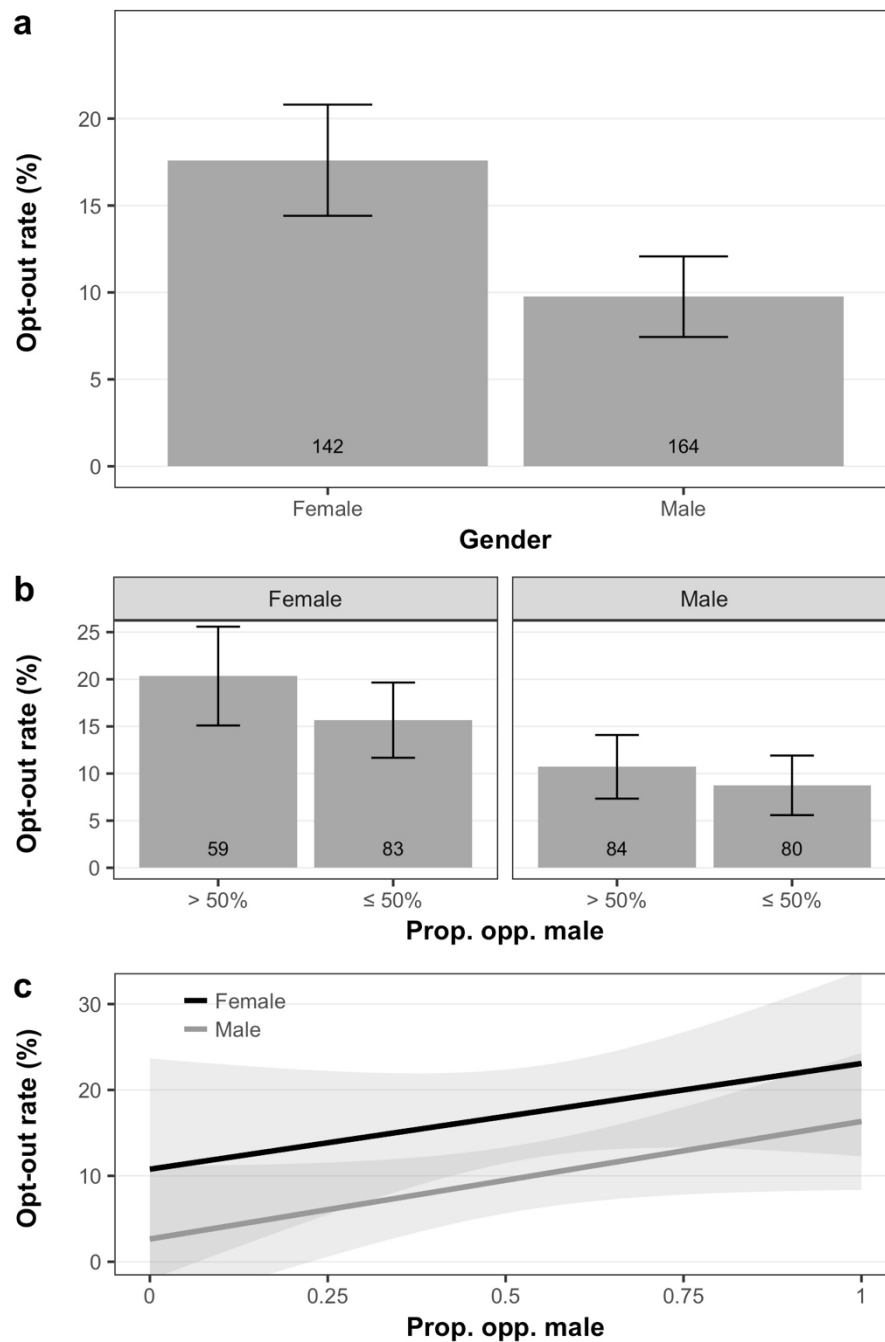 a
Opt-out rate (%)
20
15
10
5
0
142
164
Female
Male
Gender
b
Female
Male
Opt-out rate (%)
25
20
15
10
5
0
59
83
84
80
> 50%
≤ 50%
> 50%
≤ 50%
Prop. opp. male
c
Female
Male
Opt-out rate (%)
30
20
10
0
0
0.25
0.5
0.75
1
Prop. opp. male